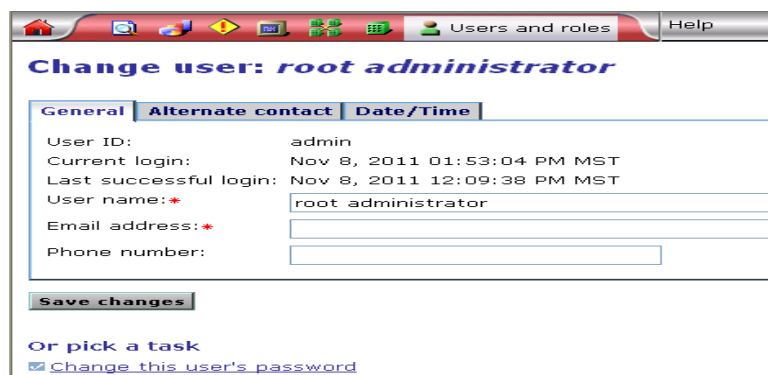 Users and roles Help
Change user: root administrator
General Alternate contact Date/Time
User ID: admin
Current login: Nov 8, 2011 01:53:04 PM MST
Last successful login: Nov 8, 2011 12:09:38 PM MST
User name:* root administrator
Email address:*
Phone number:
Save changes
Or pick a task
Change this user's password